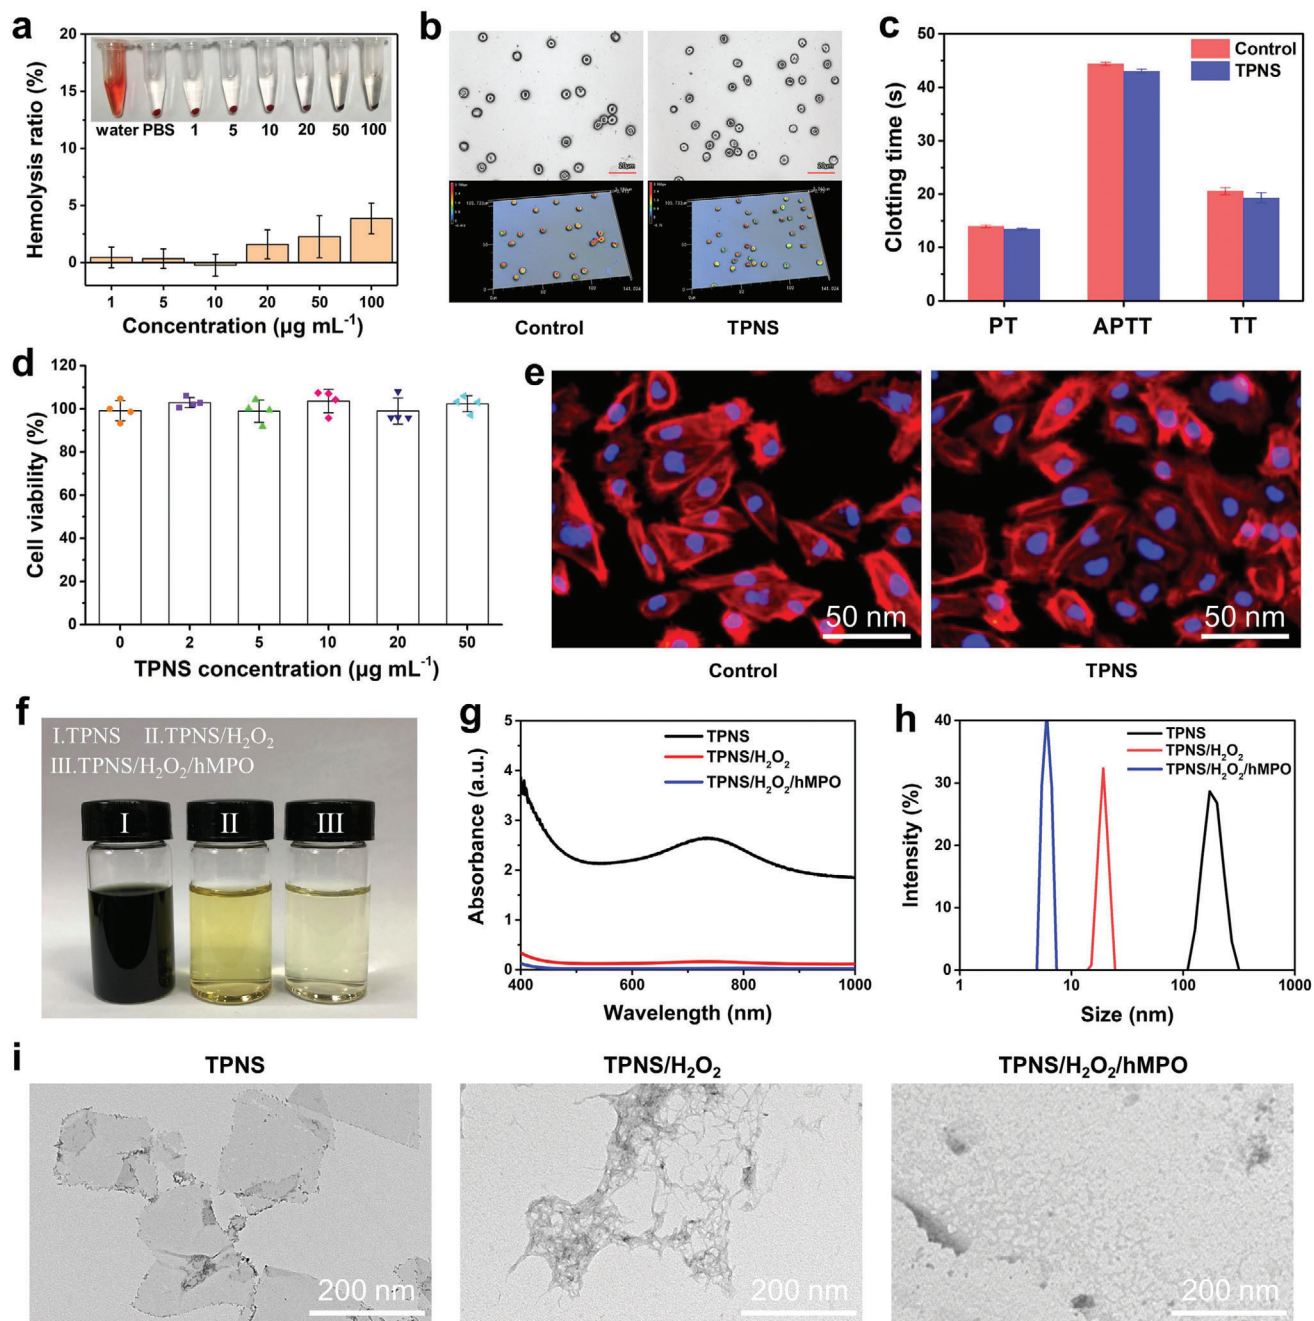 a
Hemolysis ratio (%)
20
15
10
5
0
water PBS 1 5 10 20 50 100
1 5 10 20 50 100
Concentration (µg mL⁻¹)
b
20µm
20µm
Control
TPNS
c
Clotting time (s)
50
40
30
20
10
0
Control
TPNS
PT APTT TT
d
Cell viability (%)
120
100
80
60
40
20
0
0 2 5 10 20 50
TPNS concentration (µg mL⁻¹)
e
50 nm
50 nm
Control
TPNS
f
I.TPNS II.TPNS/H₂O₂
III.TPNS/H₂O₂/hMPO
I II III
g
Absorbance (a.u.)
5
4
3
2
1
0
TPNS
TPNS/H₂O₂
TPNS/H₂O₂/hMPO
400 600 800 1000
Wavelength (nm)
h
Intensity (%)
40
30
20
10
0
TPNS
TPNS/H₂O₂
TPNS/H₂O₂/hMPO
1 10 100 1000
Size (nm)
i
TPNS
TPNS/H₂O₂
TPNS/H₂O₂/hMPO
200 nm
200 nm
200 nm